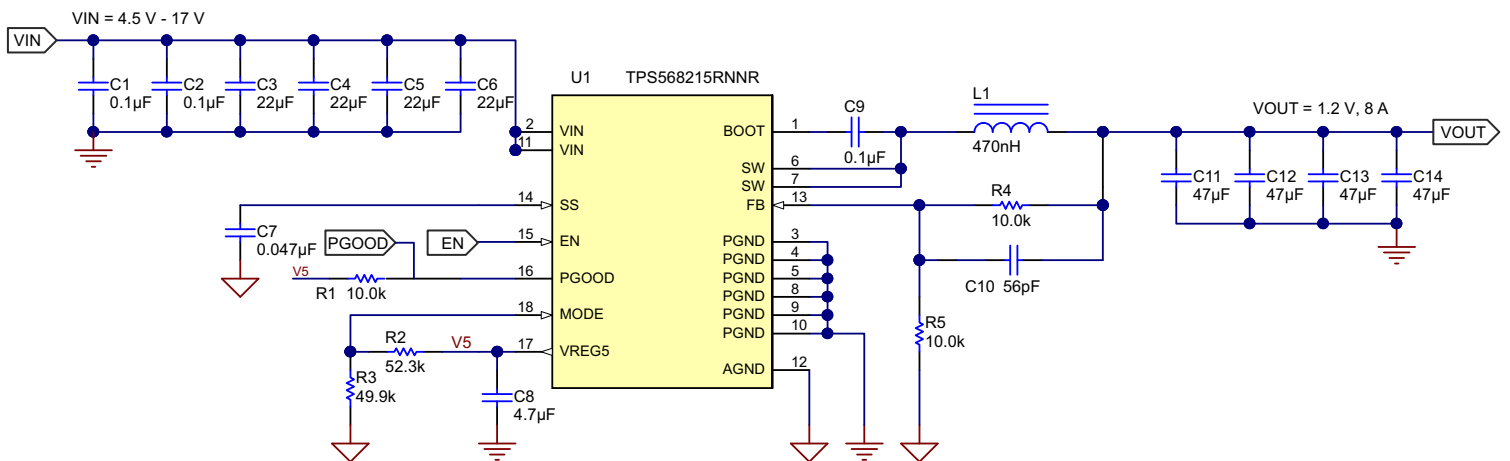 VIN = 4.5 V - 17 V
VIN
C1
0.1µF
C2
0.1µF
C3
22µF
C4
22µF
C5
22µF
C6
22µF
U1 TPS568215RNNR
2 VIN
11 VIN
14 SS
15 EN
16 PGOOD
18 MODE
17 VREG5
BOOT 1
SW 6
SW 7
FB 13
PGND 3
PGND 4
PGND 5
PGND 8
PGND 9
PGND 10
AGND 12
C7
0.047µF
PGOOD
EN
V5
R1 10.0k
R2
52.3k
V5
R3
49.9k
C8
4.7µF
C9
0.1µF
L1
470nH
R4
10.0k
C10 56pF
R5
10.0k
VOUT = 1.2 V, 8 A
VOUT
C11
47µF
C12
47µF
C13
47µF
C14
47µF